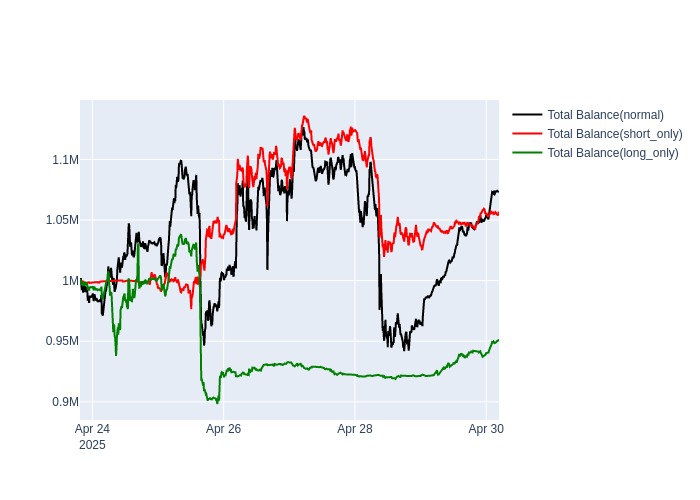 Total Balance(normal)
Total Balance(short_only)
Total Balance(long_only)
1.1M
1.05M
1M
0.95M
0.9M
Apr 24
2025
Apr 26
Apr 28
Apr 30